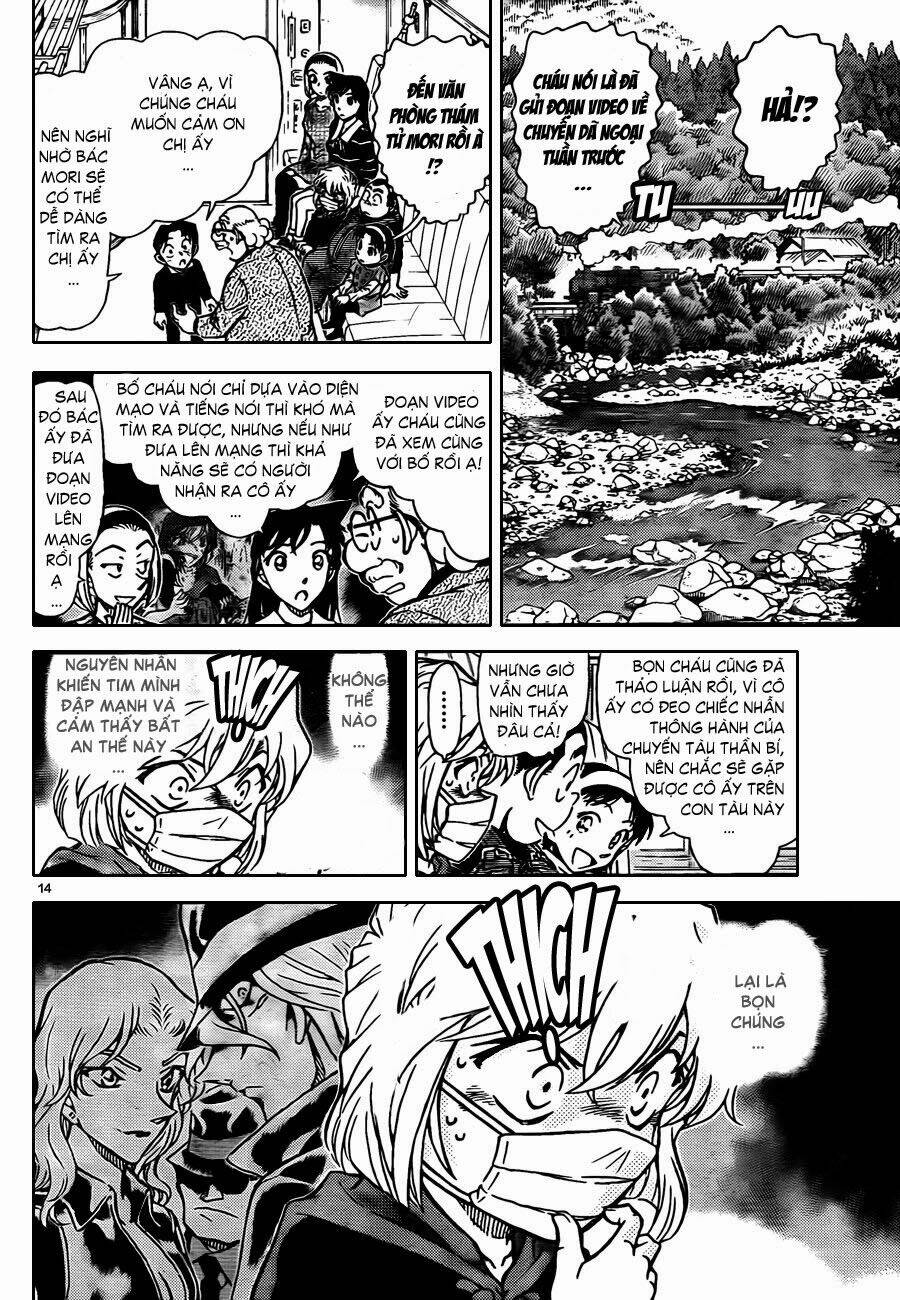 HẢ!?
CHÁU NÓI LÀ ĐÃ
GỬI ĐOẠN VIDEO VỀ
CHUYẾN DÃ NGOẠI
TUẦN TRƯỚC
...
TU
UU
ĐẾN VĂN
PHÒNG THÁM
TỬ MORI RỒI À
!?
VÂNG Ạ, VÌ
CHÚNG CHÁU
MUỐN CẢM ƠN
CHỊ ẤY
...
NÊN NGHĨ
NHỜ BÁC
MORI SẼ
CÓ THỂ
DỄ DÀNG
TÌM RA
CHỊ ẤY
...
ĐOẠN VIDEO
ẤY CHÁU CŨNG
ĐÃ XEM CÙNG
VỚI BỐ RỒI Ạ!
BỐ CHÁU NÓI CHỈ DỰA VÀO DIỆN
MẠO VÀ TIẾNG NÓI THÌ KHÓ MÀ
TÌM RA ĐƯỢC, NHƯNG NẾU NHƯ
ĐƯA LÊN MẠNG THÌ KHẢ
NĂNG SẼ CÓ NGƯỜI
NHẬN RA CÔ ẤY
...
SAU
ĐÓ BÁC
ẤY ĐÃ
ĐƯA
ĐOẠN
VIDEO
LÊN
MẠNG
RỒI
Ạ
...
BỌN CHÁU CŨNG ĐÃ
THẢO LUẬN RỒI, VÌ CÔ
ẤY CÓ ĐEO CHIẾC NHẪN
THÔNG HÀNH CỦA
CHUYẾN TÀU THẦN BÍ,
NÊN CHẮC SẼ GẶP
ĐƯỢC CÔ ẤY TRÊN
CON TÀU NÀY
...
NHƯNG GIỜ
VẪN CHƯA
NHÌN THẤY
ĐÂU CẢ!
......
KHÔNG
THỂ
NÀO
...
THỊCH
NGUYÊN NHÂN
KHIẾN TIM MÌNH
ĐẬP MẠNH VÀ
CẢM THẤY BẤT
AN THẾ NÀY
...
14
THỊCH
LẠI LÀ
BỌN
CHÚNG
...